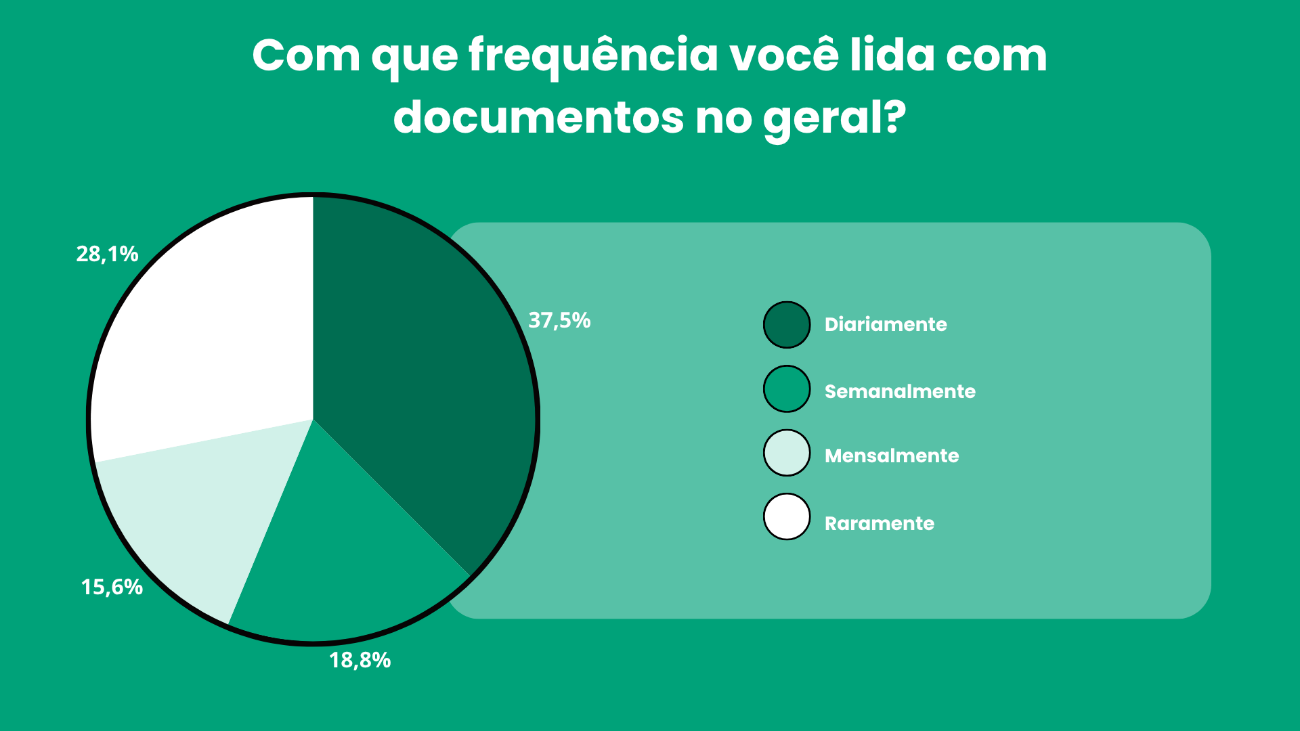 Com que frequência você lida com
documentos no geral?
28,1%
37,5%
15,6%
18,8%
Diariamente
Semanalmente
Mensalmente
Raramente